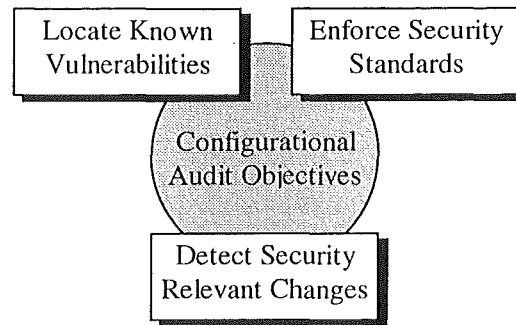 Locate Known
Vulnerabilities
Enforce Security
Standards
Configurational
Audit Objectives
Detect Security
Relevant Changes